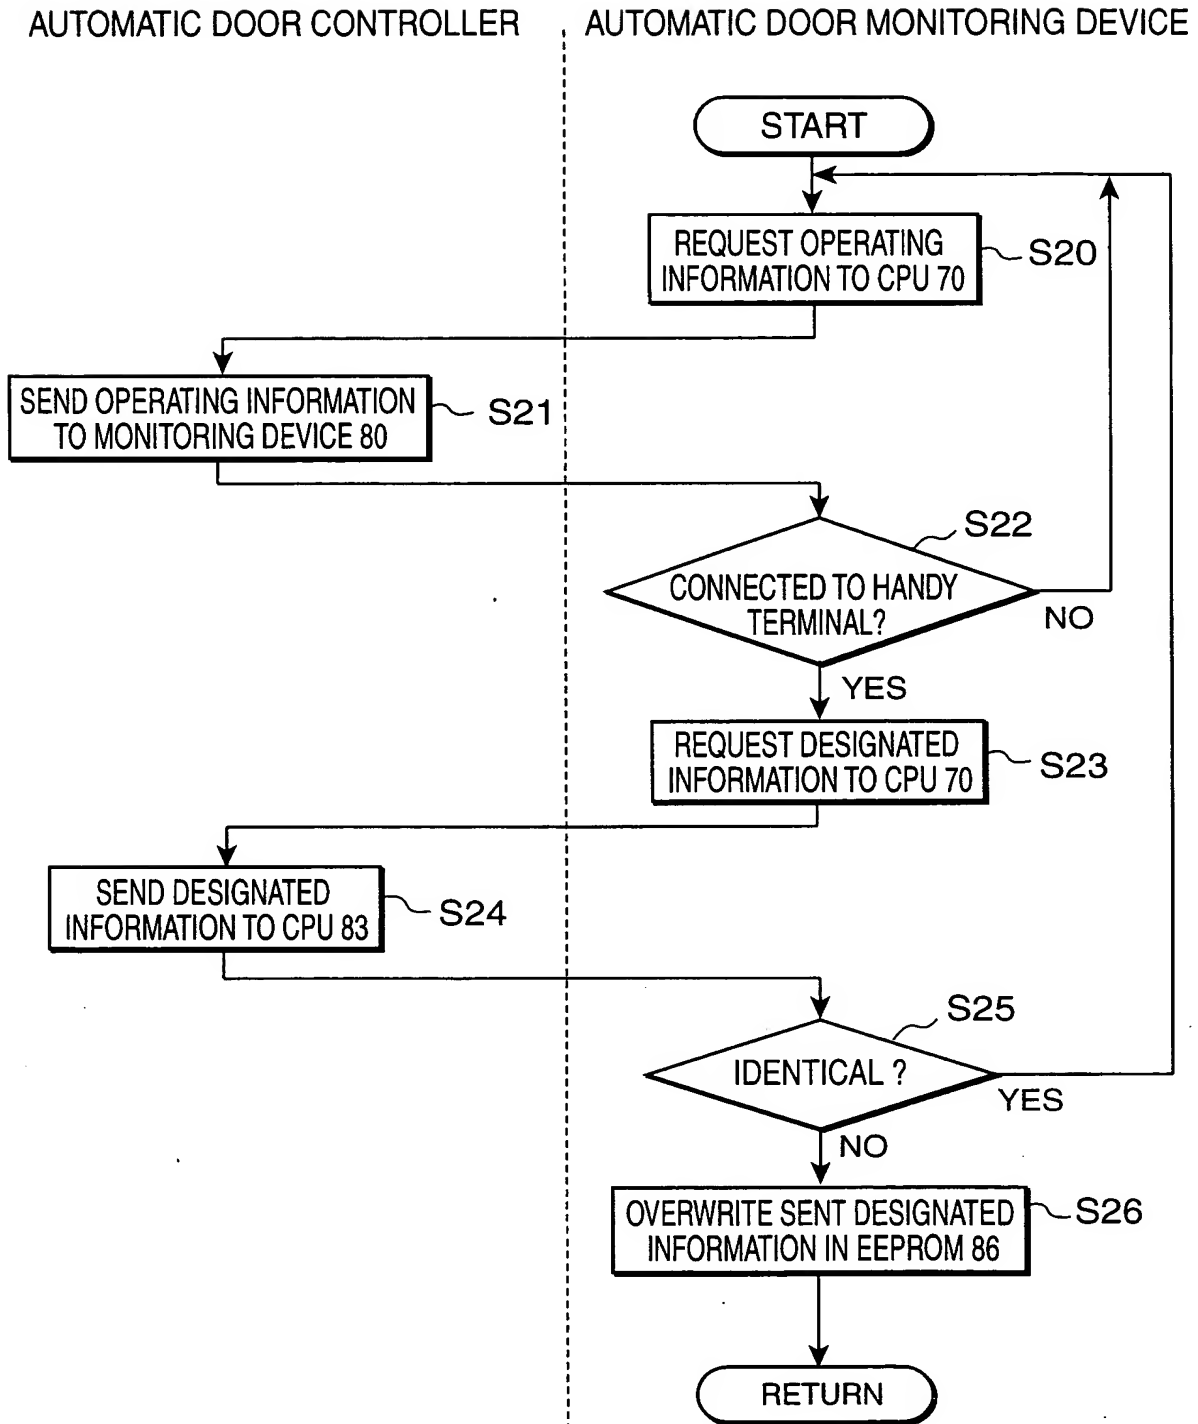 AUTOMATIC DOOR CONTROLLER
AUTOMATIC DOOR MONITORING DEVICE
START
REQUEST OPERATING
INFORMATION TO CPU 70
S20
SEND OPERATING INFORMATION
TO MONITORING DEVICE 80
S21
S22
CONNECTED TO HANDY
TERMINAL?
NO
YES
REQUEST DESIGNATED
INFORMATION TO CPU 70
S23
SEND DESIGNATED
INFORMATION TO CPU 83
S24
S25
IDENTICAL ?
YES
NO
OVERWRITE SENT DESIGNATED
INFORMATION IN EEPROM 86
S26
RETURN